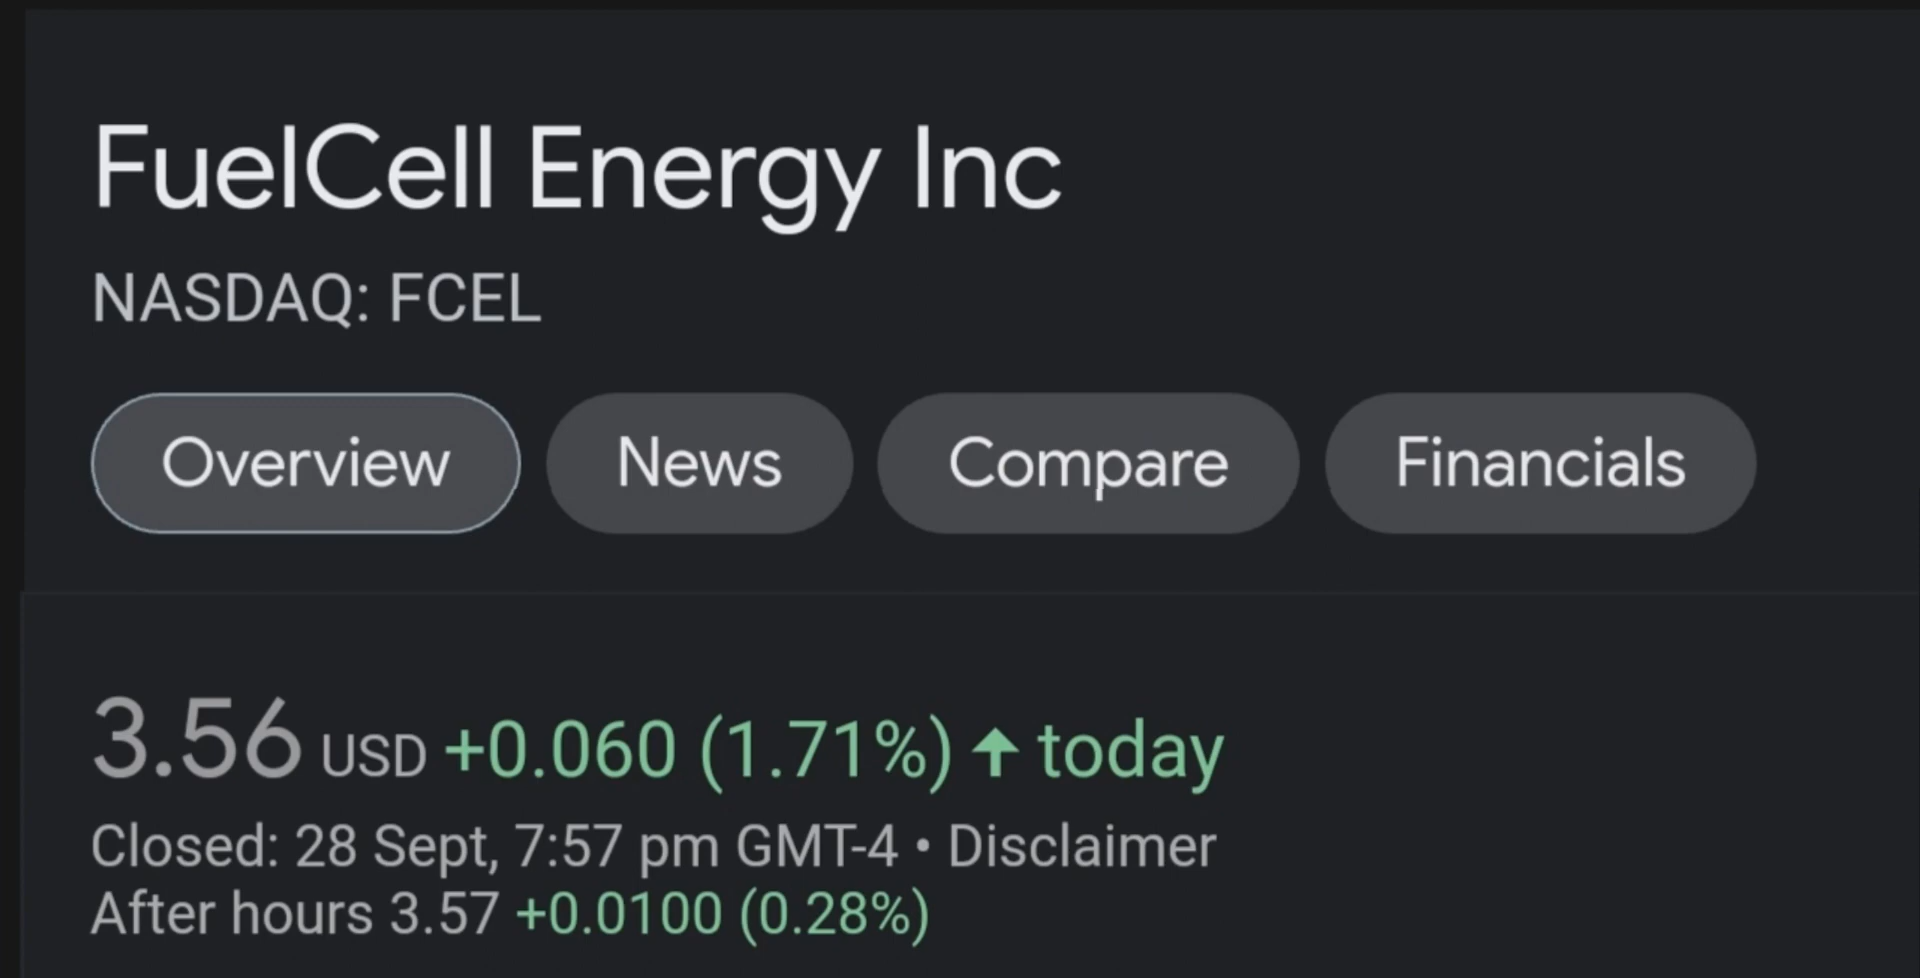 FuelCell Energy Inc
NASDAQ: FCEL
Overview News Compare Financials
3.56 USD +0.060 (1.71%) ↑ today
Closed: 28 Sept, 7:57 pm GMT-4 • Disclaimer
After hours 3.57 +0.0100 (0.28%)